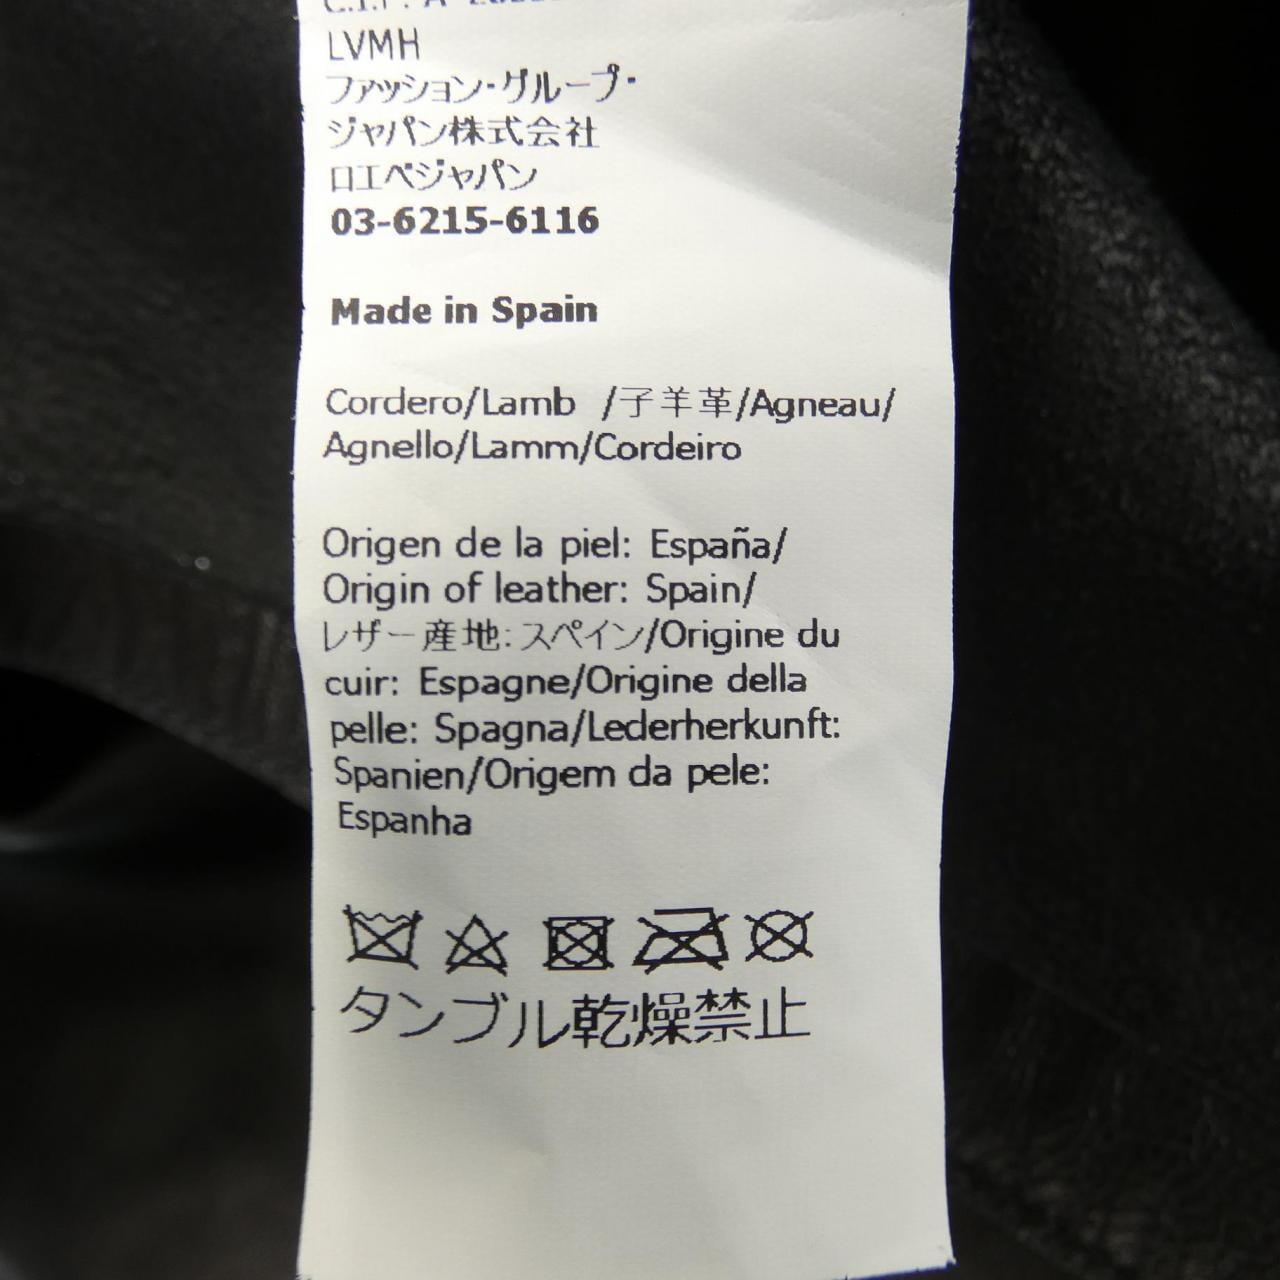 LVMH
ファッション・グループ・
ジャパン株式会社
ロエベジャパン
03-6215-6116
Made in Spain
Cordero/Lamb /子羊革/Agneau/
Agnello/Lamm/Cordeiro
Origen de la piel: España/
Origin of leather: Spain/
レザー産地:スペイン/Origine du
cuir: Espagne/Origine della
pelle: Spagna/Lederherkunft:
Spanien/Origem da pele:
Espanha
タンブル乾燥禁止